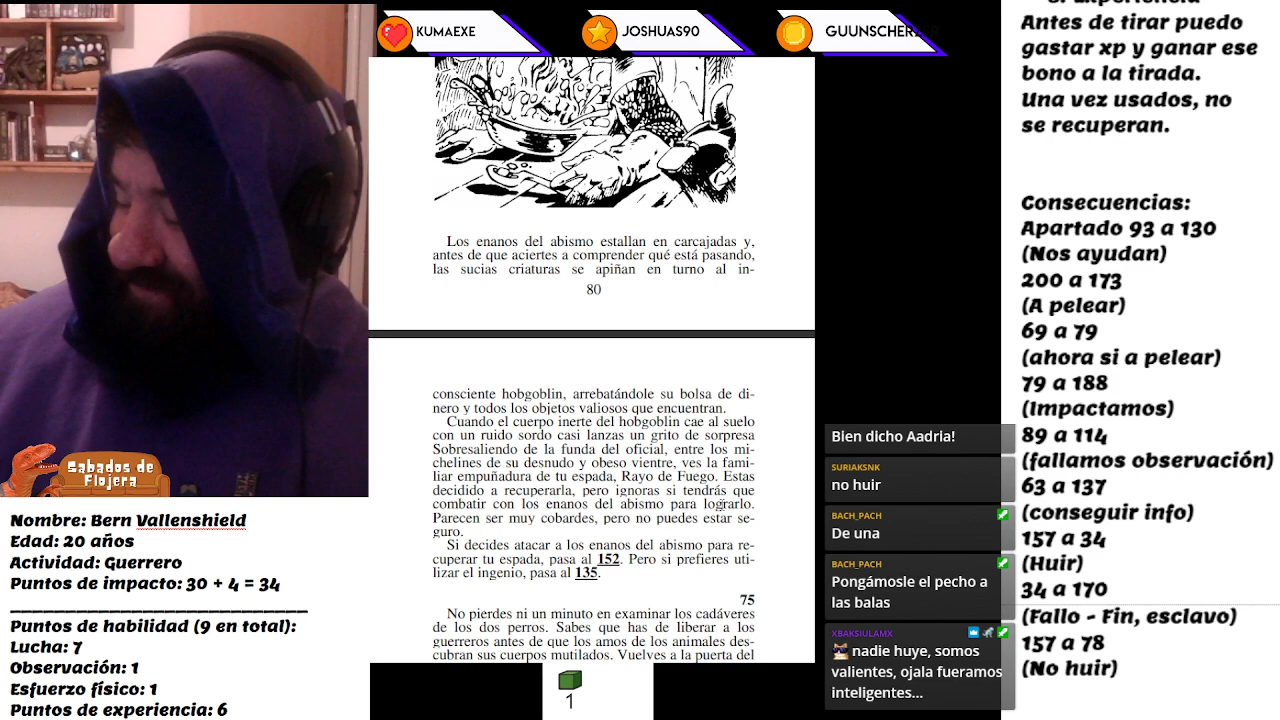 KUMAEXE
JOSHUAS90
GUUNSCHER
Antes de tirar puedo
gastar xp y ganar ese
bono a la tirada.
Una vez usados, no
se recuperan.
Consecuencias:
Apartado 93 a 130
(Nos ayudan)
200 a 173
(A pelear)
69 a 79
(ahora si a pelear)
79 a 188
(Impactamos)
89 a 114
(fallamos observación)
63 a 137
(conseguir info)
157 a 34
(Huir)
34 a 170
(Fallo - Fin, esclavo)
157 a 78
(No huir)
Los enanos del abismo estallan en carcajadas y,
antes de que aciertes a comprender qué está pasando,
las sucias criaturas se apiñan en turno al in-
80
consciente hobgoblin, arrebatándole su bolsa de di-
nero y todos los objetos valiosos que encuentran.
Cuando el cuerpo inerte del hobgoblin cae al suelo
con un ruido sordo casi lanzas un grito de sorpresa
Sobresaliendo de la funda del oficial, entre los mi-
chelines de su desnudo y obeso vientre, ves la fami-
liar empuñadura de tu espada, Rayo de Fuego. Estas
decidido a recuperarla, pero ignoras si tendrás que
combatir con los enanos del abismo para lograrlo.
Parecen ser muy cobardes, pero no puedes estar se-
guro.
Si decides atacar a los enanos del abismo para re-
cuperar tu espada, pasa al 152. Pero si prefieres uti-
lizar el ingenio, pasa al 135.
75
No pierdes ni un minuto en examinar los cadáveres
de los dos perros. Sabes que has de liberar a los
guerreros antes de que los amos de los animales des-
cubran sus cuerpos mutilados. Vuelves a la puerta del
1
Bien dicho Aadria!
SURIAKSNK
no huir
BACH_PACH
De una
BACH_PACH
Pongámosle el pecho a
las balas
XBAKSIULAMX
nadie huye, somos
valientes, ojala fueramos
inteligentes...
Sabados de
Flojera
Nombre: Bern Vallenshield
Edad: 20 años
Actividad: Guerrero
Puntos de impacto: 30 + 4 = 34
Puntos de habilidad (9 en total):
Lucha: 7
Observación: 1
Esfuerzo físico: 1
Puntos de experiencia: 6